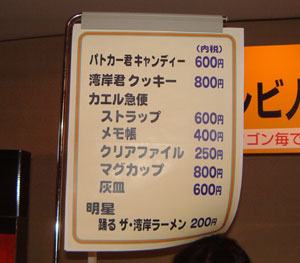 (内税)
パトカー君キャンディー 600円
湾岸君 クッキー 800円
カエル急便
ストラップ 600円
メモ帳 400円
クリアファイル 250円
マグカップ 800円
灰皿 600円
明星
踊る ザ・湾岸ラーメン 200円
レビ
ゴン毎で